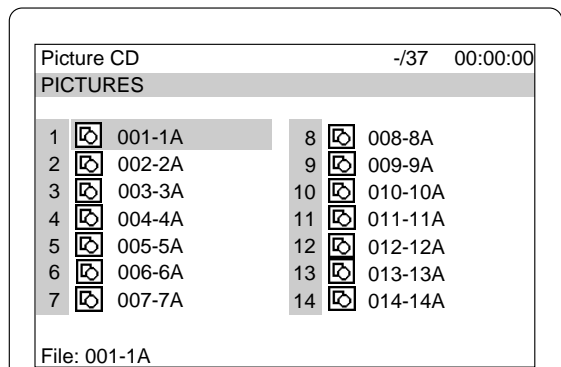 Picture CD -/37 00:00:00
PICTURES
1 001-1A
2 002-2A
3 003-3A
4 004-4A
5 005-5A
6 006-6A
7 007-7A
8 008-8A
9 009-9A
10 010-10A
11 011-11A
12 012-12A
13 013-13A
14 014-14A
File: 001-1A